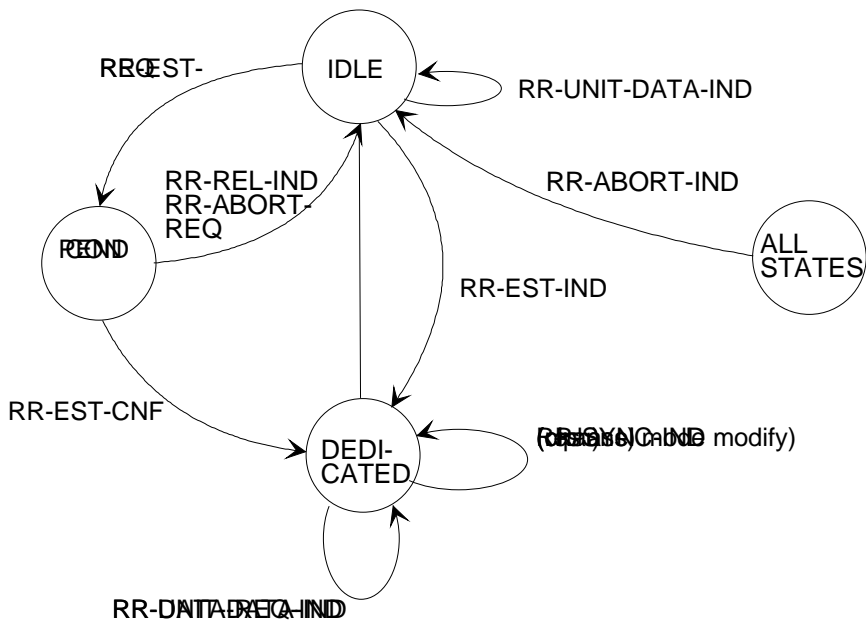 IDLE
RR-UNIT-DATA-IND
RR-REL-IND
RR-ABORT-
REQ
RR-ABORT-IND
ALL
STATES
RR-EST-IND
RR-EST-CNF
DEDI-
CATED
mode modify)